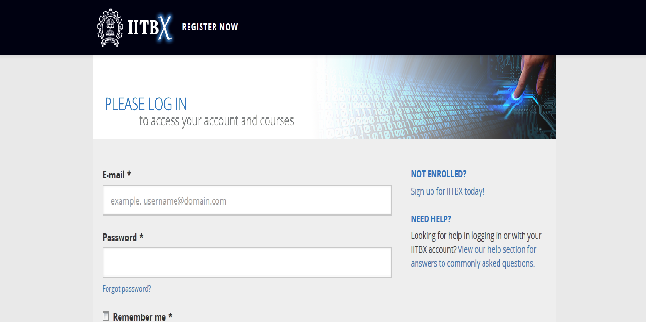 IITBX
REGISTER NOW
PLEASE LOG IN
to access your account and courses
E-mail *
example. username@domain.com
Password *
Forgot password?
Remember me *
NOT ENROLLED?
Sign up for IITBX today!
NEED HELP?
Looking for help in logging in or with your
IITBX account? View our help section for
answers to commonly asked questions.